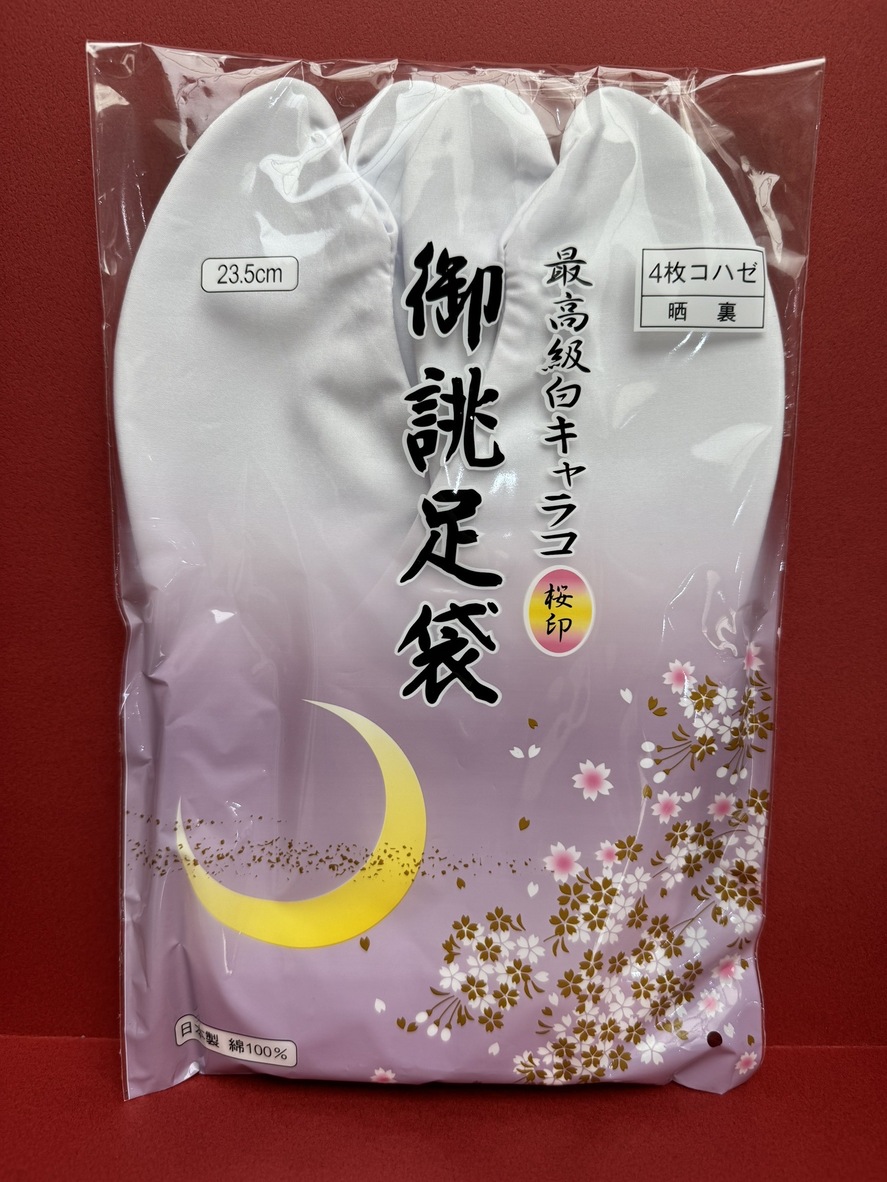 4枚コハゼ
晒 裏
最高級白キャラコ
桜印
御誂足袋
23.5cm
日本製 綿100%